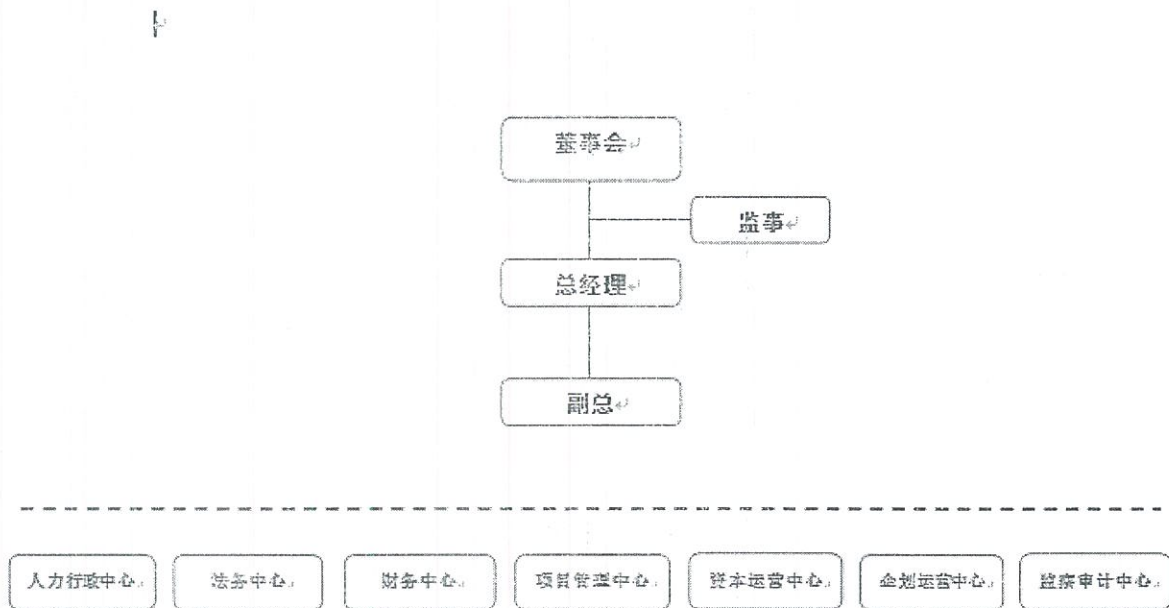 董事会
监事
总经理
副总
人力行政中心
法务中心
财务中心
项目管理中心
资本运营中心
企划运营中心
监察审计中心